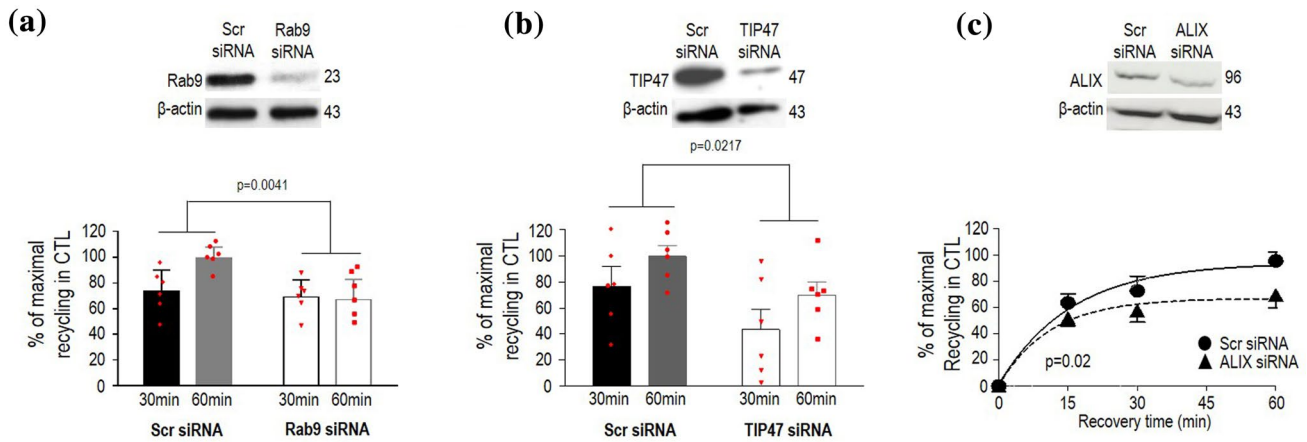 (a)
Scr siRNA
Rab9 siRNA
Rab9
23
β-actin
43
p=0.0041
% of maximal recycling in CTL
120
100
80
60
40
20
0
30min 60min
30min 60min
Scr siRNA
Rab9 siRNA
(b)
Scr siRNA
TIP47 siRNA
TIP47
47
β-actin
43
p=0.0217
% of maximal recycling in CTL
120
100
80
60
40
20
0
30min 60min
30min 60min
Scr siRNA
TIP47 siRNA
(c)
Scr siRNA
ALIX siRNA
ALIX
96
β-actin
43
% of maximal Recycling in CTL
120
100
80
60
40
20
0
p=0.02
Scr siRNA
ALIX siRNA
0 15 30 45 60
Recovery time (min)